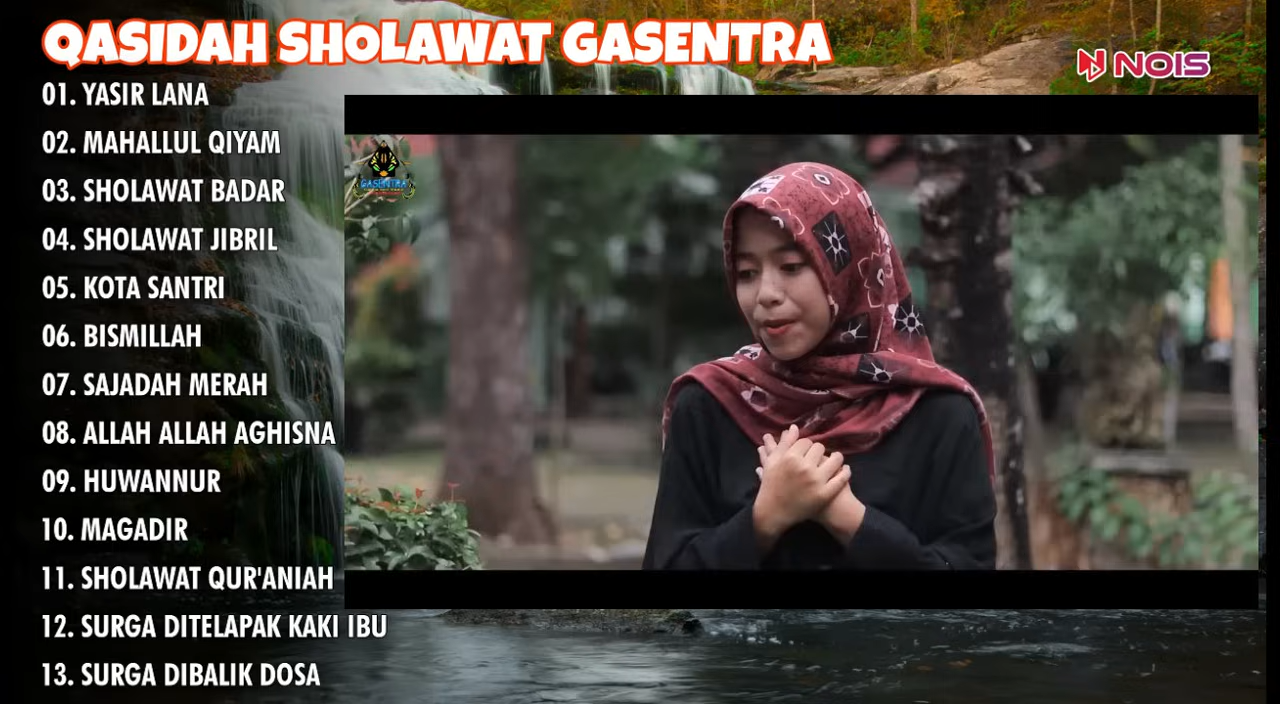 QASIDAH SHOLAWAT GASENTRA
NOIS
01. YASIR LANA
02. MAHALLUL QIYAM
03. SHOLAWAT BADAR
04. SHOLAWAT JIBRIL
05. KOTA SANTRI
06. BISMILLAH
07. SAJADAH MERAH
08. ALLAH ALLAH AGHISNA
09. HUWANNUR
10. MAGADIR
11. SHOLAWAT QUR'ANIAH
12. SURGA DITELAPAK KAKI IBU
13. SURGA DIBALIK DOSA
GASENTRA